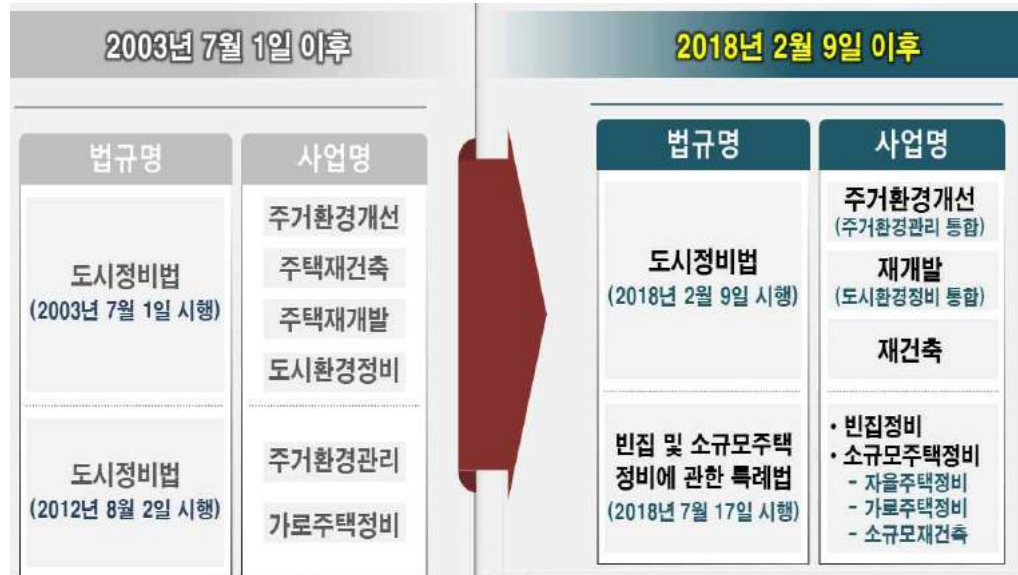 2003년 7월 1일 이후
법규명
사업명
도시정비법
(2003년 7월 1일 시행)
주거환경개선
주택재건축
주택재개발
도시환경정비
도시정비법
(2012년 8월 2일 시행)
주거환경관리
가로주택정비
2018년 2월 9일 이후
법규명
사업명
도시정비법
(2018년 2월 9일 시행)
주거환경개선
(주거환경관리 통합)
재개발
(도시환경정비 통합)
재건축
빈집 및 소규모주택
정비에 관한 특례법
(2018년 7월 17일 시행)
• 빈집정비
• 소규모주택정비
- 자율주택정비
- 가로주택정비
- 소규모재건축